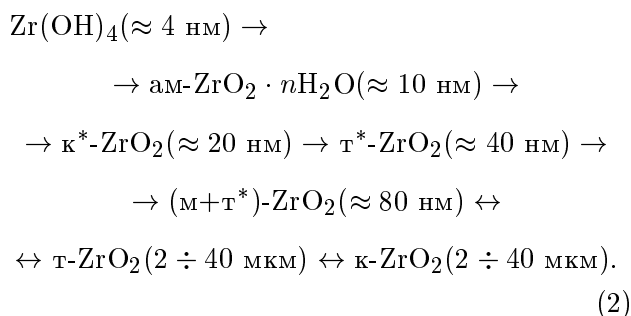 Zr(OH)₄(≈ 4 нм) →
→ ам-ZrO₂ · nH₂O(≈ 10 нм) →
→ к*-ZrO₂(≈ 20 нм) → т*-ZrO₂(≈ 40 нм) →
→ (м+т*)-ZrO₂(≈ 80 нм) ↔
↔ т-ZrO₂(2 ÷ 40 мкм) ↔ к-ZrO₂(2 ÷ 40 мкм).
(2)